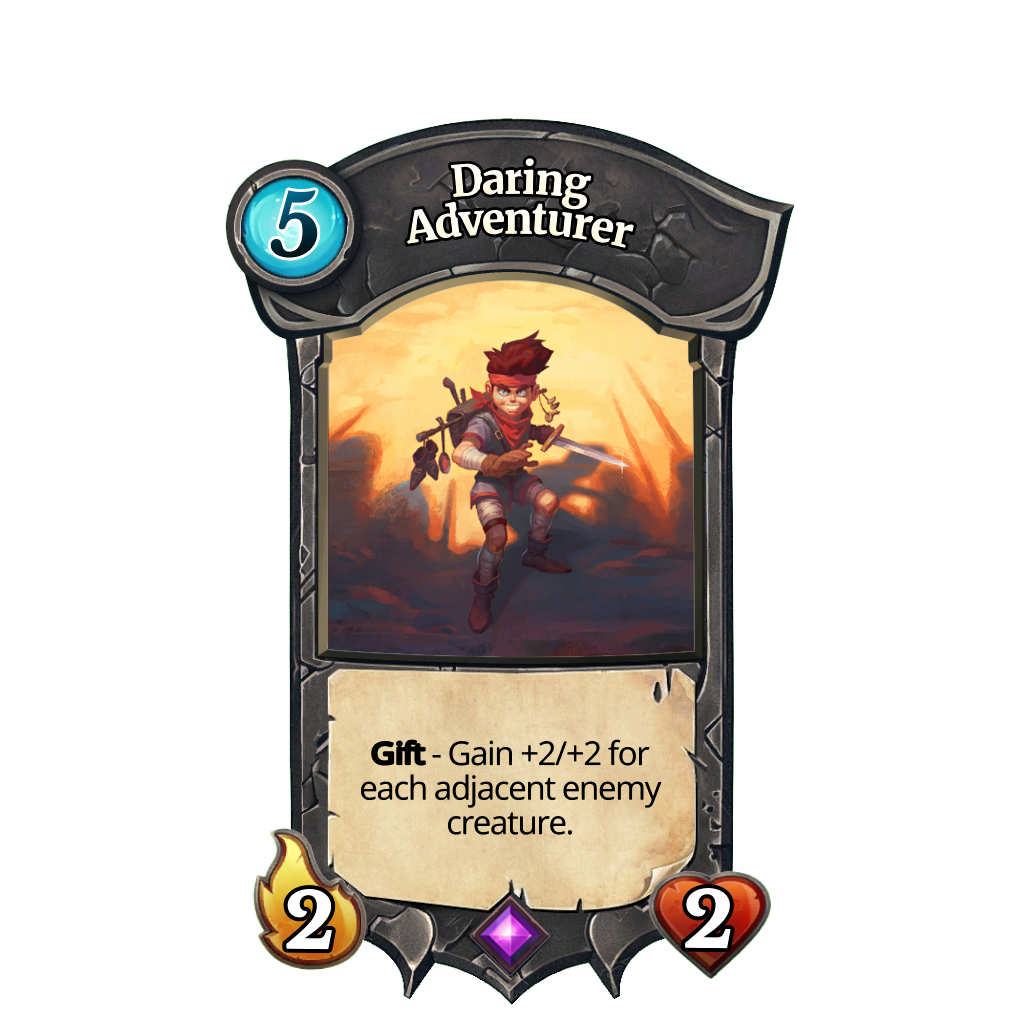 5
Daring
Adventurer
Gift - Gain +2/+2 for
each adjacent enemy
creature.
2
2